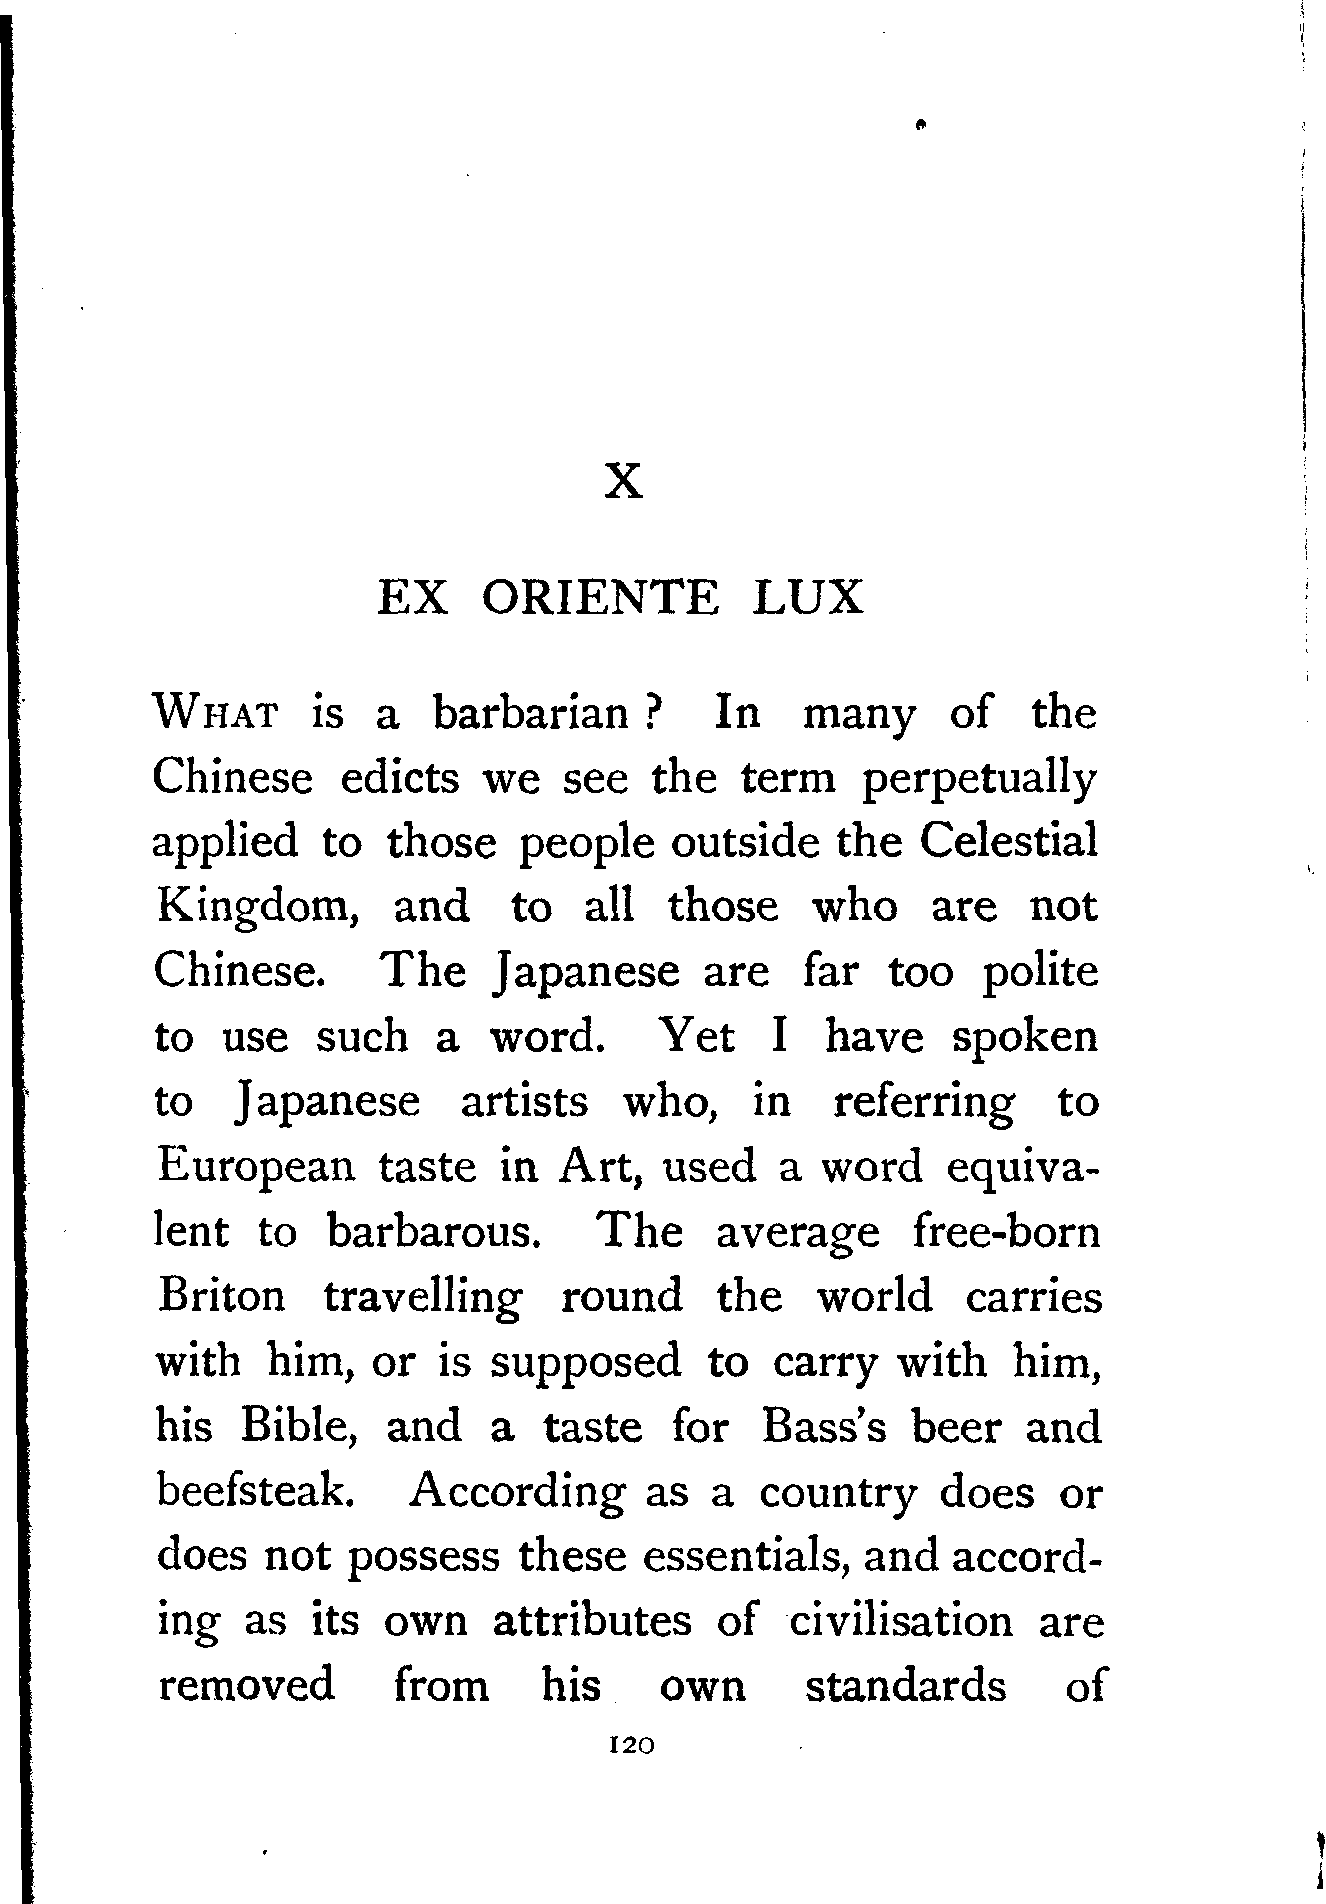 X
EX ORIENTE LUX
WHAT is a barbarian ? In many of the
Chinese edicts we see the term perpetually
applied to those people outside the Celestial
Kingdom, and to all those who are not
Chinese. The Japanese are far too polite
to use such a word. Yet I have spoken
to Japanese artists who, in referring to
European taste in Art, used a word equiva-
lent to barbarous. The average free-born
Briton travelling round the world carries
with him, or is supposed to carry with him,
his Bible, and a taste for Bass's beer and
beefsteak. According as a country does or
does not possess these essentials, and accord-
ing as its own attributes of civilisation are
removed from his own standards of
120